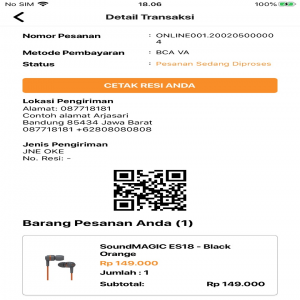 No SIM 18.06 100%
Detail Transaksi
Nomor Pesanan : ONLINE001.20020500000
4
Metode Pembayaran : BCA VA
Status : Pesanan Sedang Diproses
CETAK RESI ANDA
Lokasi Pengiriman
Alamat: 087718181
Contoh alamat Arjasari
Bandung 85434 Jawa Barat
087718181 +62808080808
Jenis Pengiriman
JNE OKE
No. Resi: -
Barang Pesanan Anda (1)
SoundMAGIC ES18 - Black
Orange
Rp 149.000
Jumlah : 1
Subtotal: Rp 149.000